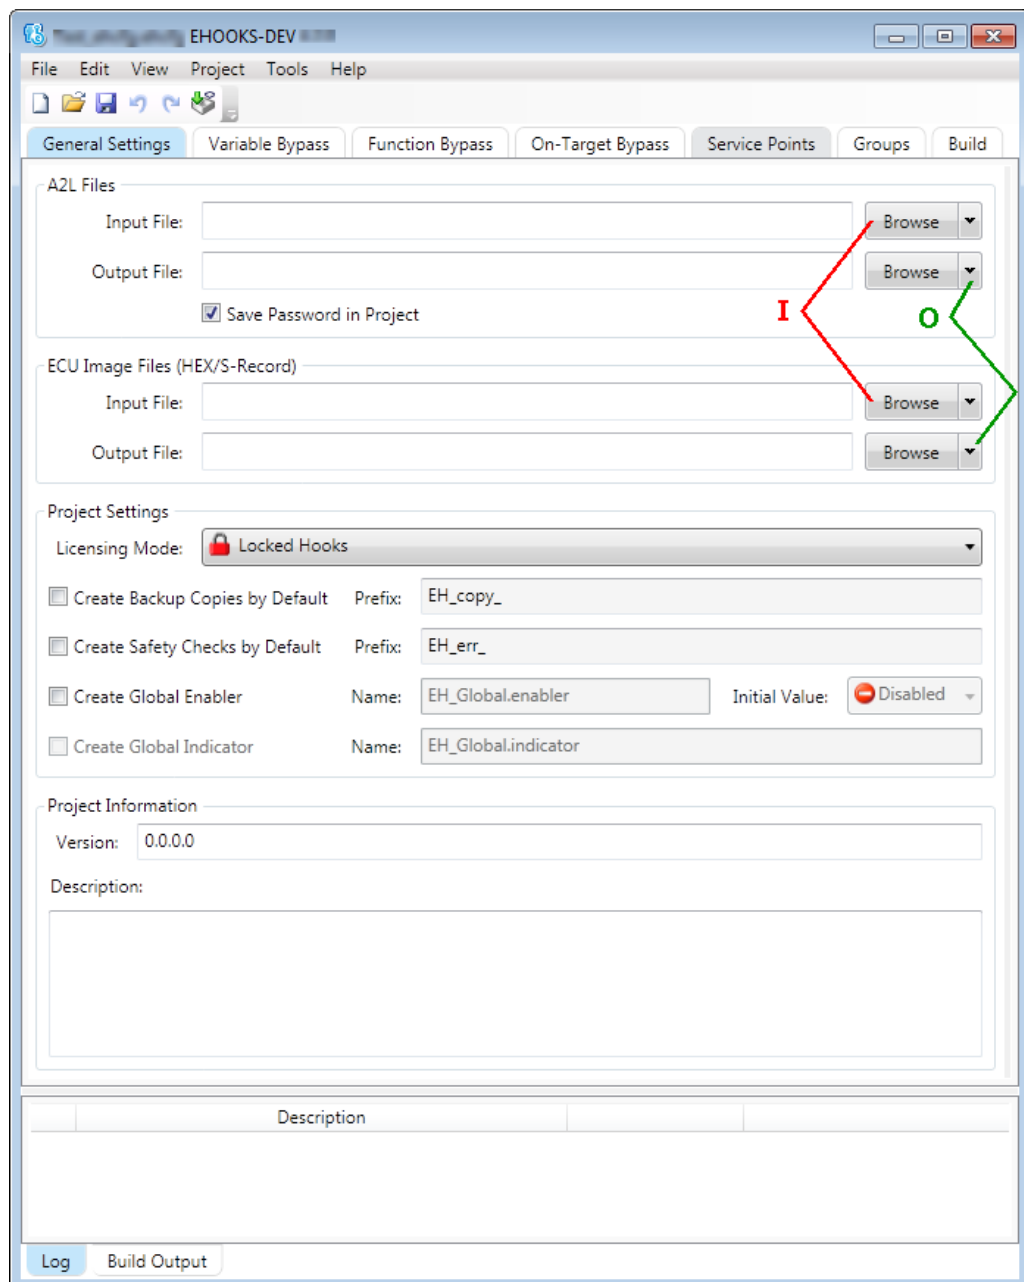 EHOOKS-DEV
File Edit View Project Tools Help
General Settings Variable Bypass Function Bypass On-Target Bypass Service Points Groups Build
A2L Files
Input File: Browse
Output File: Browse
Save Password in Project I O
ECU Image Files (HEX/S-Record)
Input File: Browse
Output File: Browse
Project Settings
Licensing Mode: Locked Hooks
Create Backup Copies by Default Prefix: EH_copy_
Create Safety Checks by Default Prefix: EH_err_
Create Global Enabler Name: EH_Global.enabler Initial Value: Disabled
Create Global Indicator Name: EH_Global.indicator
Project Information
Version: 0.0.0.0
Description:
Description
Log Build Output